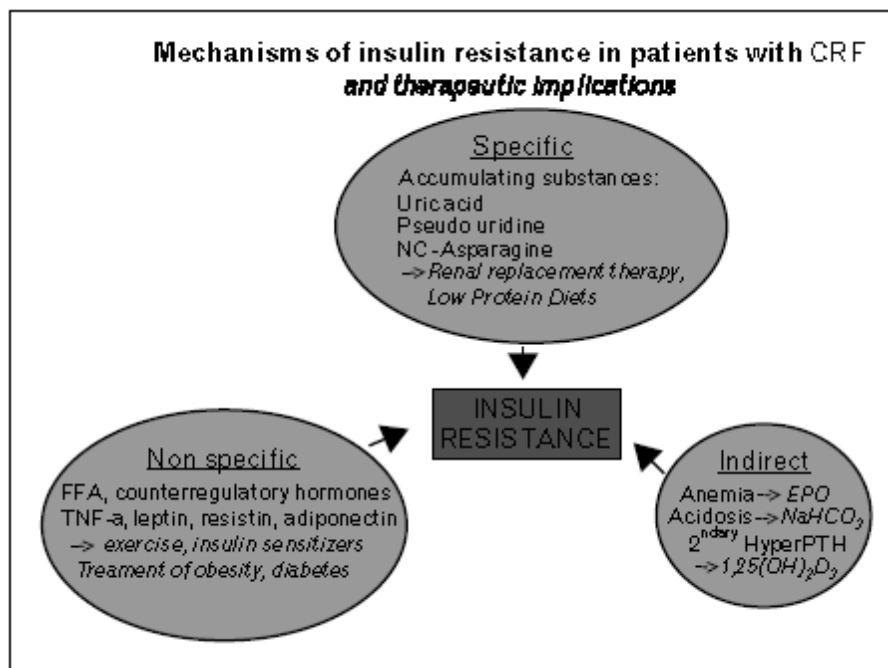 Mechanisms of insulin resistance in patients with CRF
and therapeutic implications
Specific
Accumulating substances:
Uric acid
Pseudo uridine
NC-Asparagine
–> Renal replacement therapy,
Low Protein Diets
INSULIN
RESISTANCE
Non specific
FFA, counterregulatory hormones
TNF-a, leptin, resistin, adiponectin
–> exercise, insulin sensitizers
Treament of obesity, diabetes
Indirect
Anemia–> EPO
Acidosis–>NaHCO₃
2ⁿᵈᵃʳʸ HyperPTH
–>1,25(OH)₂D₃